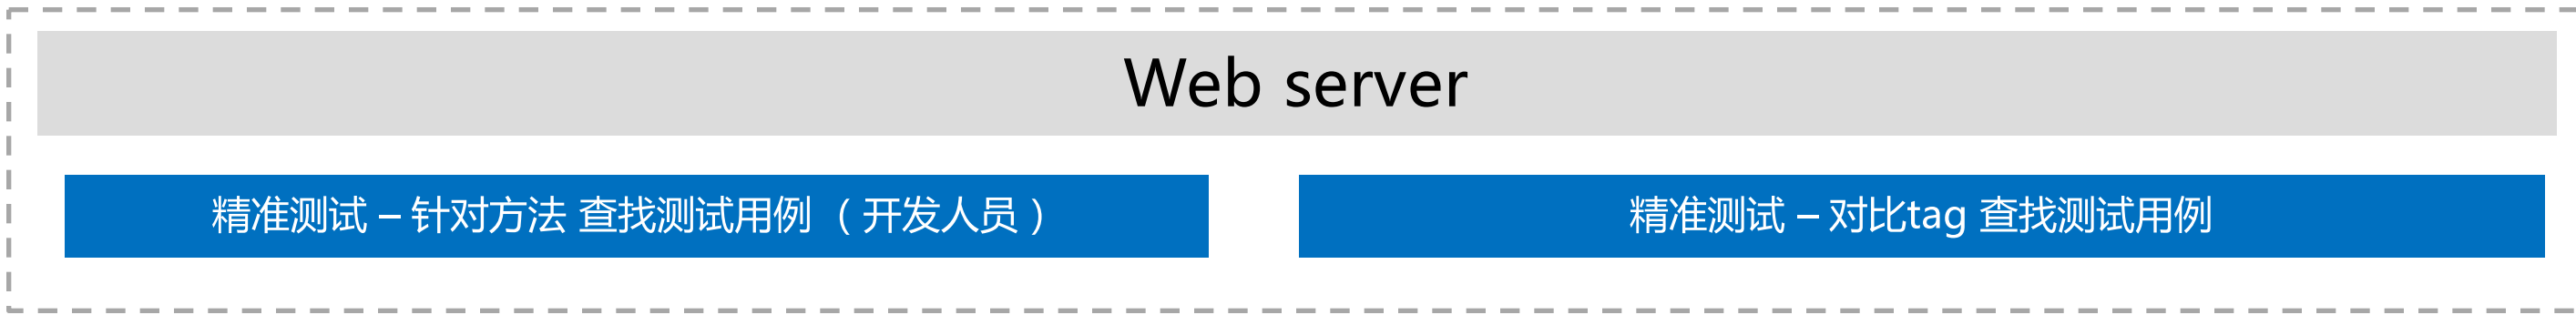 Web server
精准测试 – 针对方法 查找测试用例 （ 开发人员 ）
精准测试 – 对比tag 查找测试用例